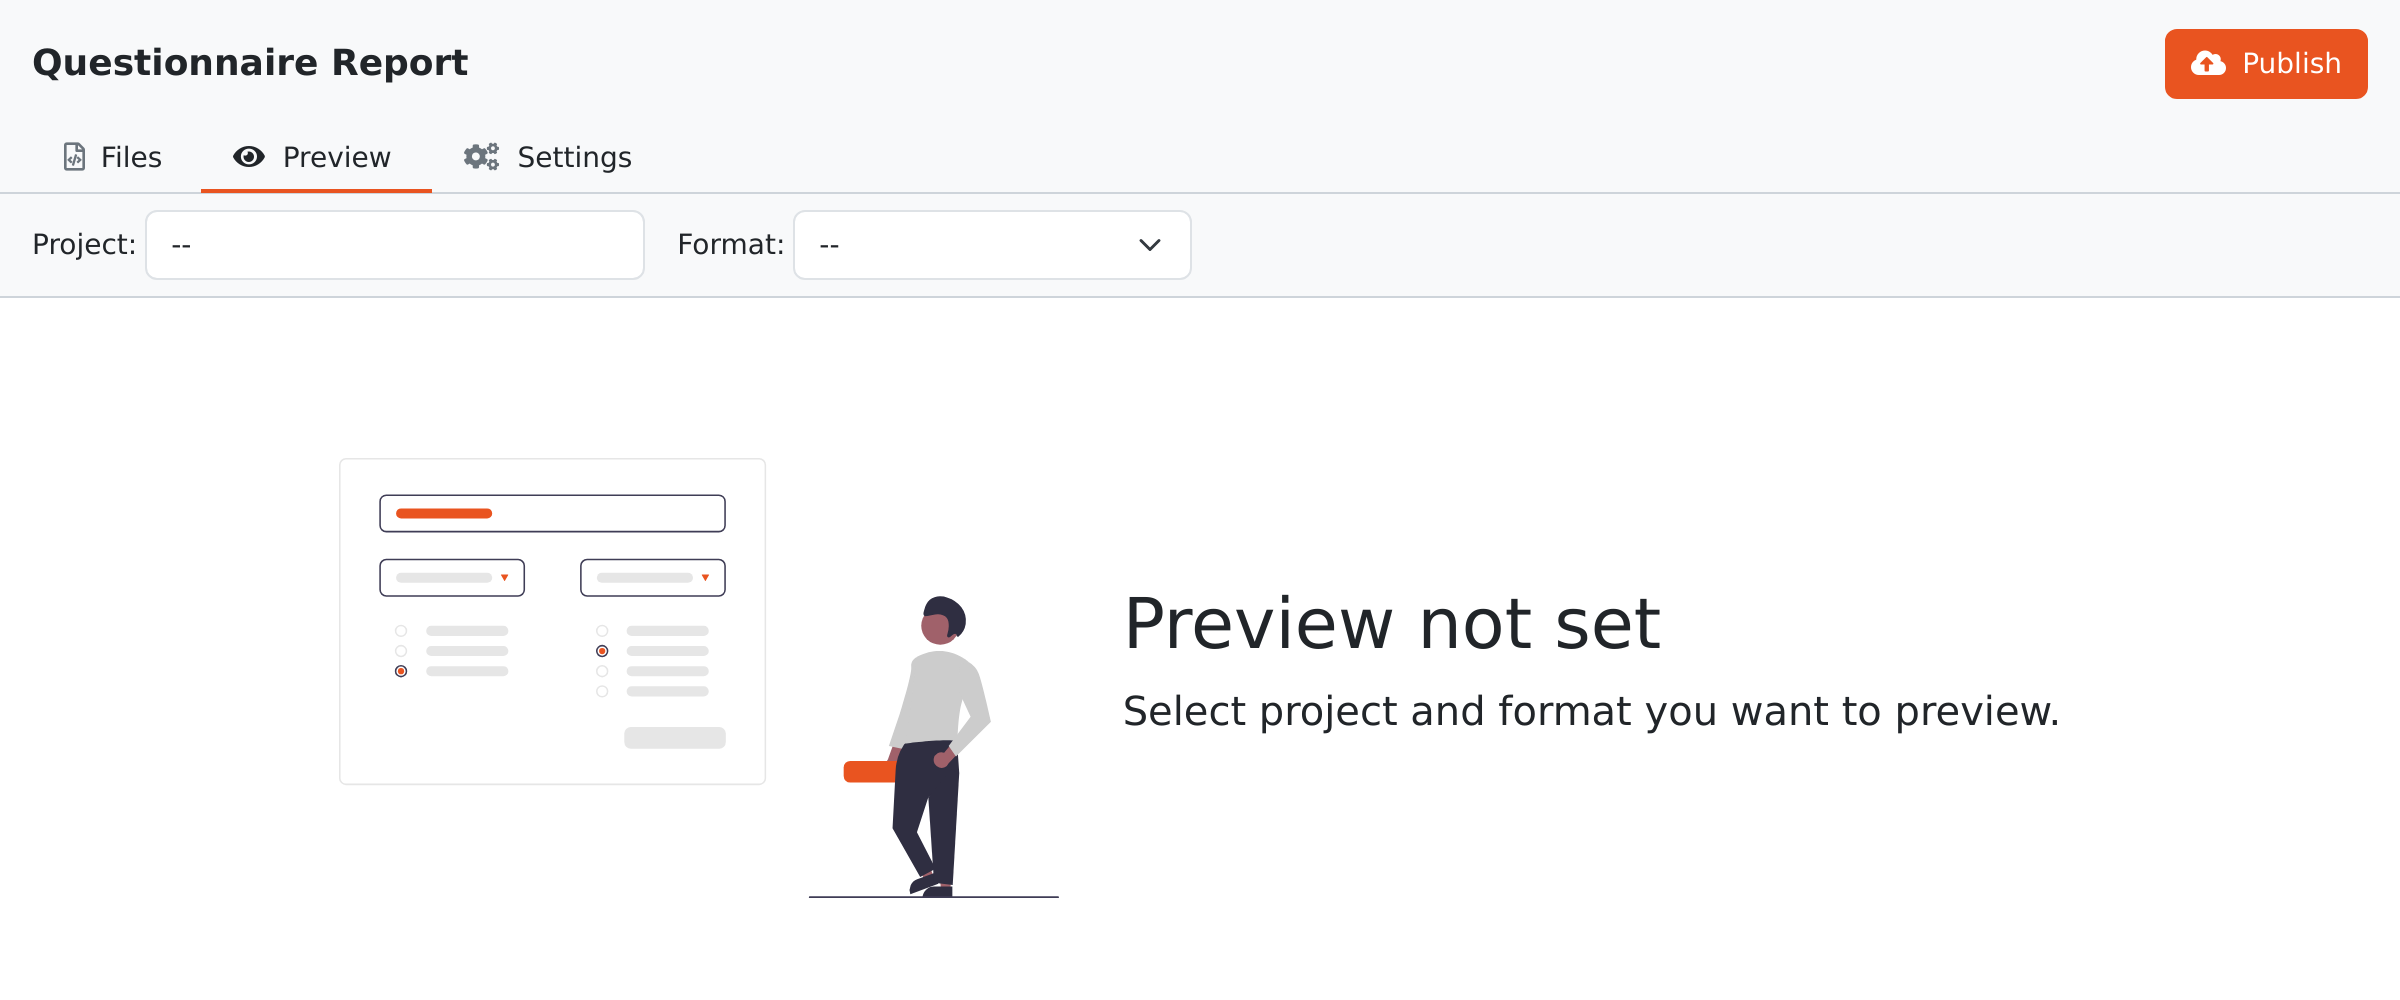 Questionnaire Report
Publish
Files Preview Settings
Project: -- Format: --
Preview not set
Select project and format you want to preview.